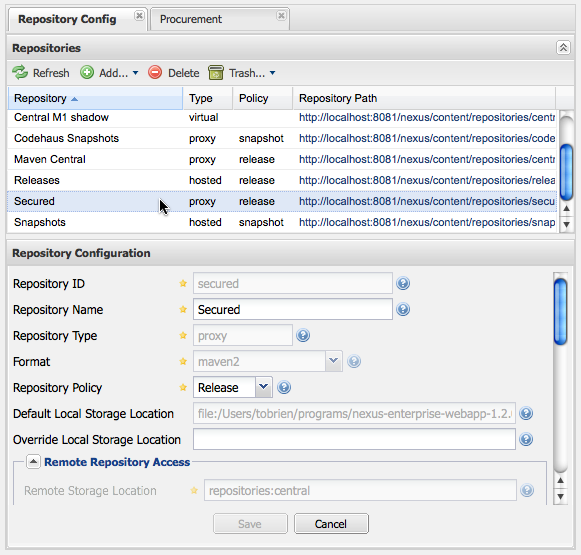 Repository Config
Procurement
Repositories
Refresh Add... Delete Trash...
Repository Type Policy Repository Path
Central M1 shadow virtual http://localhost:8081/nexus/content/repositories/centr
Codehaus Snapshots proxy snapshot http://localhost:8081/nexus/content/repositories/code
Maven Central proxy release http://localhost:8081/nexus/content/repositories/centr
Releases hosted release http://localhost:8081/nexus/content/repositories/relea
Secured proxy release http://localhost:8081/nexus/content/repositories/secu
Snapshots hosted snapshot http://localhost:8081/nexus/content/repositories/snap
Repository Configuration
Repository ID secured
Repository Name Secured
Repository Type proxy
Format maven2
Repository Policy Release
Default Local Storage Location file:/Users/tobrien/programs/nexus-enterprise-webapp-1.2.
Override Local Storage Location
Remote Repository Access
Remote Storage Location repositories:central
Save Cancel